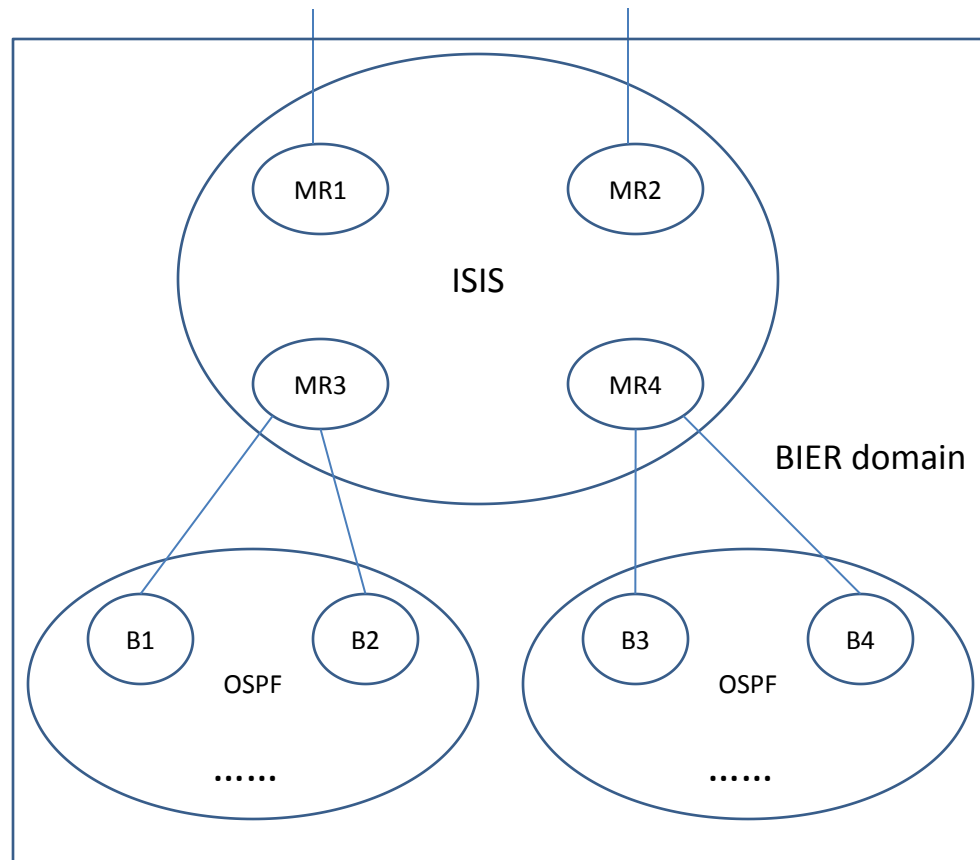 MR1 MR2
ISIS
MR3 MR4
BIER domain
B1 B2 B3 B4
OSPF OSPF
...... ......